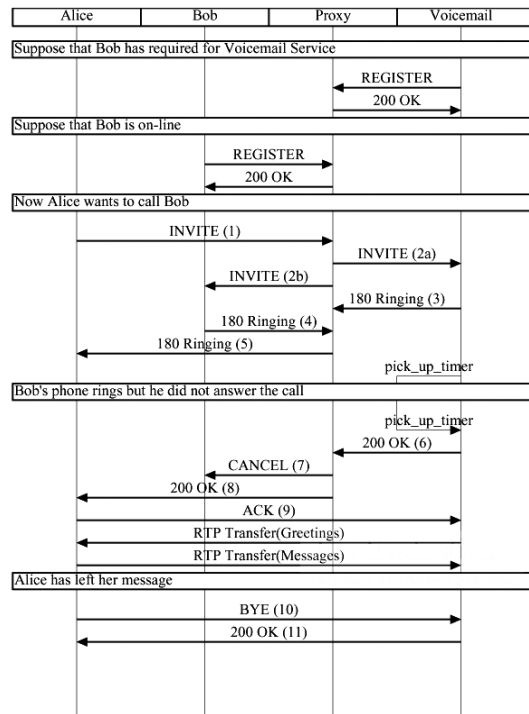 Alice Bob Proxy Voicemail
Suppose that Bob has required for Voicemail Service
REGISTER
200 OK
Suppose that Bob is on-line
REGISTER
200 OK
Now Alice wants to call Bob
INVITE (1)
INVITE (2a)
INVITE (2b)
180 Ringing (3)
180 Ringing (4)
180 Ringing (5)
pick_up_timer
Bob's phone rings but he did not answer the call
pick_up_timer
200 OK (6)
CANCEL (7)
200 OK (8)
ACK (9)
RTP Transfer(Greetings)
RTP Transfer(Messages)
Alice has left her message
BYE (10)
200 OK (11)